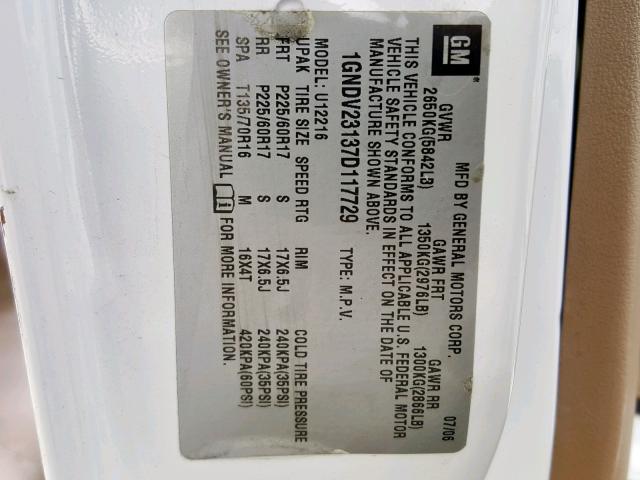 GM
MFD BY GENERAL MOTORS CORP. 07/06
GVWR GAWR FRT GAWR RR
2650KG(5842L3) 1350KG(2976LB) 1300KG(2866LB)
THIS VEHICLE CONFORMS TO ALL APPLICABLE U.S. FEDERAL MOTOR
VEHICLE SAFETY STANDARDS IN EFFECT ON THE DATE OF
MANUFACTURE SHOWN ABOVE.
1GNDV23137D117729 TYPE: M.P.V.
MODEL: U12216
UPAK TIRE SIZE SPEED RTG RIM COLD TIRE PRESSURE
FRT P225/60R17 S 17X6.5J 240KPA(35PSI)
RR P225/60R17 S 17X6.5J 240KPA(35PSI)
SPA T135/70R16 M 16X4T 420KPA(60PSI)
SEE OWNER'S MANUAL FOR MORE INFORMATION.